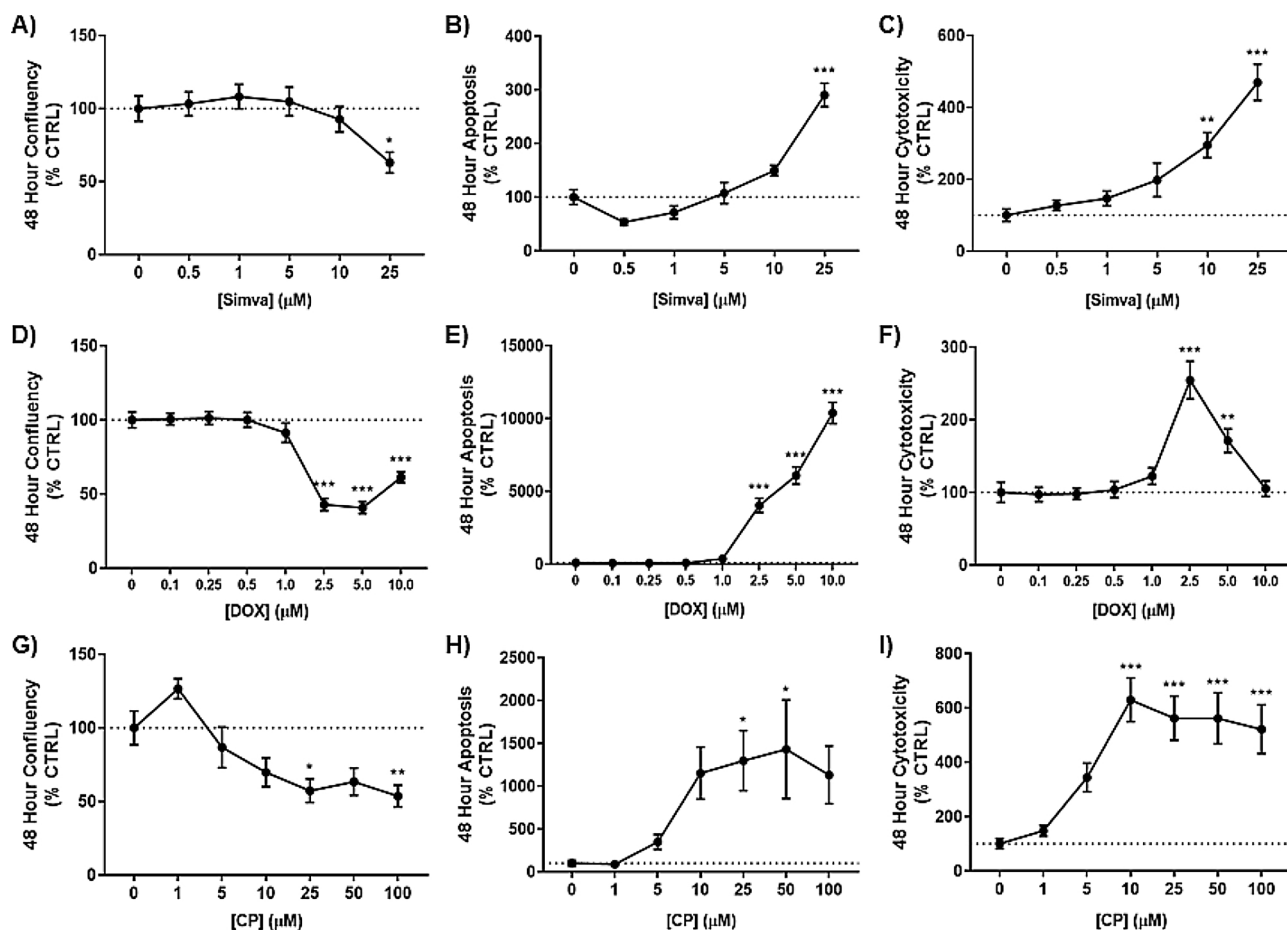 A)
48 Hour Confluency
(% CTRL)
150
100
50
0
0 0.5 1 5 10 25
[Simva] (μM)
*
B)
48 Hour Apoptosis
(% CTRL)
400
300
200
100
0
0 0.5 1 5 10 25
[Simva] (μM)
***
C)
48 Hour Cytotoxicity
(% CTRL)
600
400
200
0
0 0.5 1 5 10 25
[Simva] (μM)
**
***
D)
48 Hour Confluency
(% CTRL)
150
100
50
0
0 0.1 0.25 0.5 1.0 2.5 5.0 10.0
[DOX] (μM)
***
***
***
E)
48 Hour Apoptosis
(% CTRL)
15000
10000
5000
0
0 0.1 0.25 0.5 1.0 2.5 5.0 10.0
[DOX] (μM)
***
***
***
F)
48 Hour Cytotoxicity
(% CTRL)
300
200
100
0
0 0.1 0.25 0.5 1.0 2.5 5.0 10.0
[DOX] (μM)
***
**
G)
48 Hour Confluency
(% CTRL)
150
100
50
0
0 1 5 10 25 50 100
[CP] (μM)
*
**
H)
48 Hour Apoptosis
(% CTRL)
2500
2000
1500
1000
500
0
0 1 5 10 25 50 100
[CP] (μM)
*
*
I)
48 Hour Cytotoxicity
(% CTRL)
800
600
400
200
0
0 1 5 10 25 50 100
[CP] (μM)
***
***
***
***